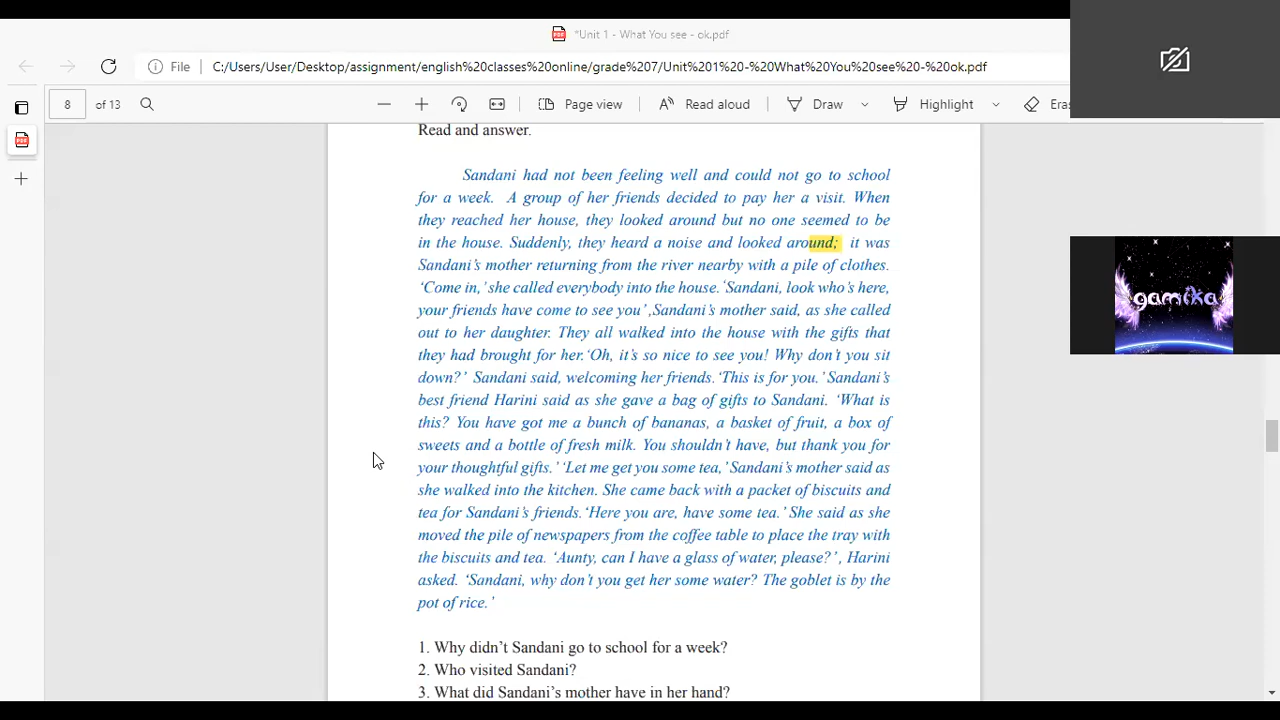 *Unit 1 - What You see - ok.pdf
File C:/Users/User/Desktop/assignment/english%20classes%20online/grade%207/Unit%201%20-%20What%20You%20see%20-%20ok.pdf
8 of 13 Page view Read aloud Draw Highlight Eras
Read and answer.
Sandani had not been feeling well and could not go to school
for a week. A group of her friends decided to pay her a visit. When
they reached her house, they looked around but no one seemed to be
in the house. Suddenly, they heard a noise and looked around; it was
Sandani's mother returning from the river nearby with a pile of clothes.
'Come in,' she called everybody into the house.'Sandani, look who's here,
your friends have come to see you',Sandani's mother said, as she called
out to her daughter. They all walked into the house with the gifts that
they had brought for her.'Oh, it's so nice to see you! Why don't you sit
down?' Sandani said, welcoming her friends.'This is for you.'Sandani's
best friend Harini said as she gave a bag of gifts to Sandani. 'What is
this? You have got me a bunch of bananas, a basket of fruit, a box of
sweets and a bottle of fresh milk. You shouldn't have, but thank you for
your thoughtful gifts.' 'Let me get you some tea,'Sandani's mother said as
she walked into the kitchen. She came back with a packet of biscuits and
tea for Sandani's friends.'Here you are, have some tea.' She said as she
moved the pile of newspapers from the coffee table to place the tray with
the biscuits and tea. 'Aunty, can I have a glass of water, please?', Harini
asked. 'Sandani, why don't you get her some water? The goblet is by the
pot of rice.'
1. Why didn't Sandani go to school for a week?
2. Who visited Sandani?
3. What did Sandani's mother have in her hand?
gamika